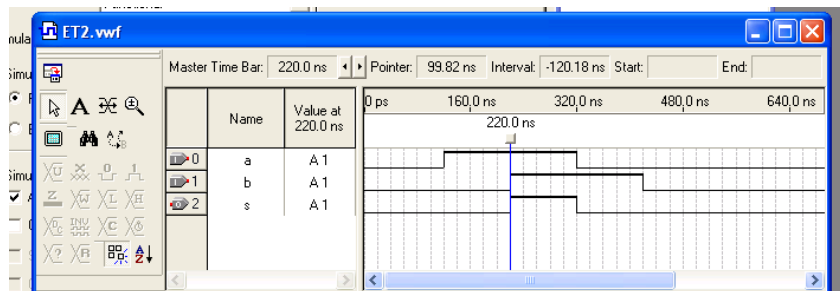 ET2.vwf
Master Time Bar: 220.0 ns Pointer: 99.82 ns Interval: -120.18 ns Start: End:
Name Value at 220.0 ns
0 ps 160.0 ns 320.0 ns 480.0 ns 640.0 ns
220.0 ns
0 a A 1
1 b A 1
2 s A 1